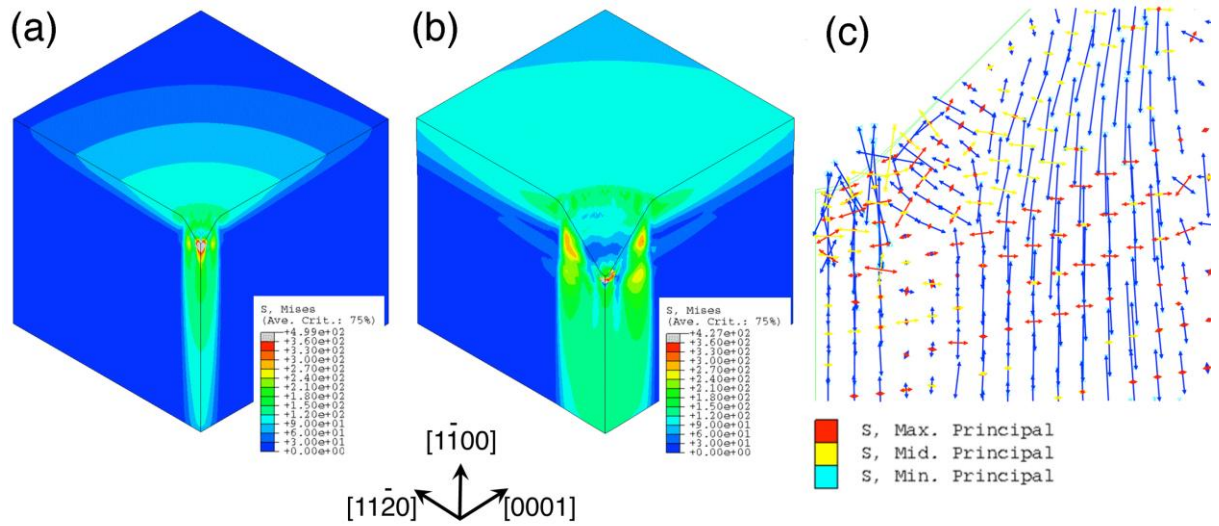 (a)
S, Mises
(Ave. Crit.: 75%)
+4.99e+02
+3.60e+02
+3.30e+02
+3.00e+02
+2.70e+02
+2.40e+02
+2.10e+02
+1.80e+02
+1.50e+02
+1.20e+02
+9.00e+01
+6.00e+01
+3.00e+01
+0.00e+00
(b)
S, Mises
(Ave. Crit.: 75%)
+4.27e+02
+3.60e+02
+3.30e+02
+3.00e+02
+2.70e+02
+2.40e+02
+2.10e+02
+1.80e+02
+1.50e+02
+1.20e+02
+9.00e+01
+6.00e+01
+3.00e+01
+0.00e+00
[11̅00]
[112̅0]
[0001]
(c)
S, Max. Principal
S, Mid. Principal
S, Min. Principal